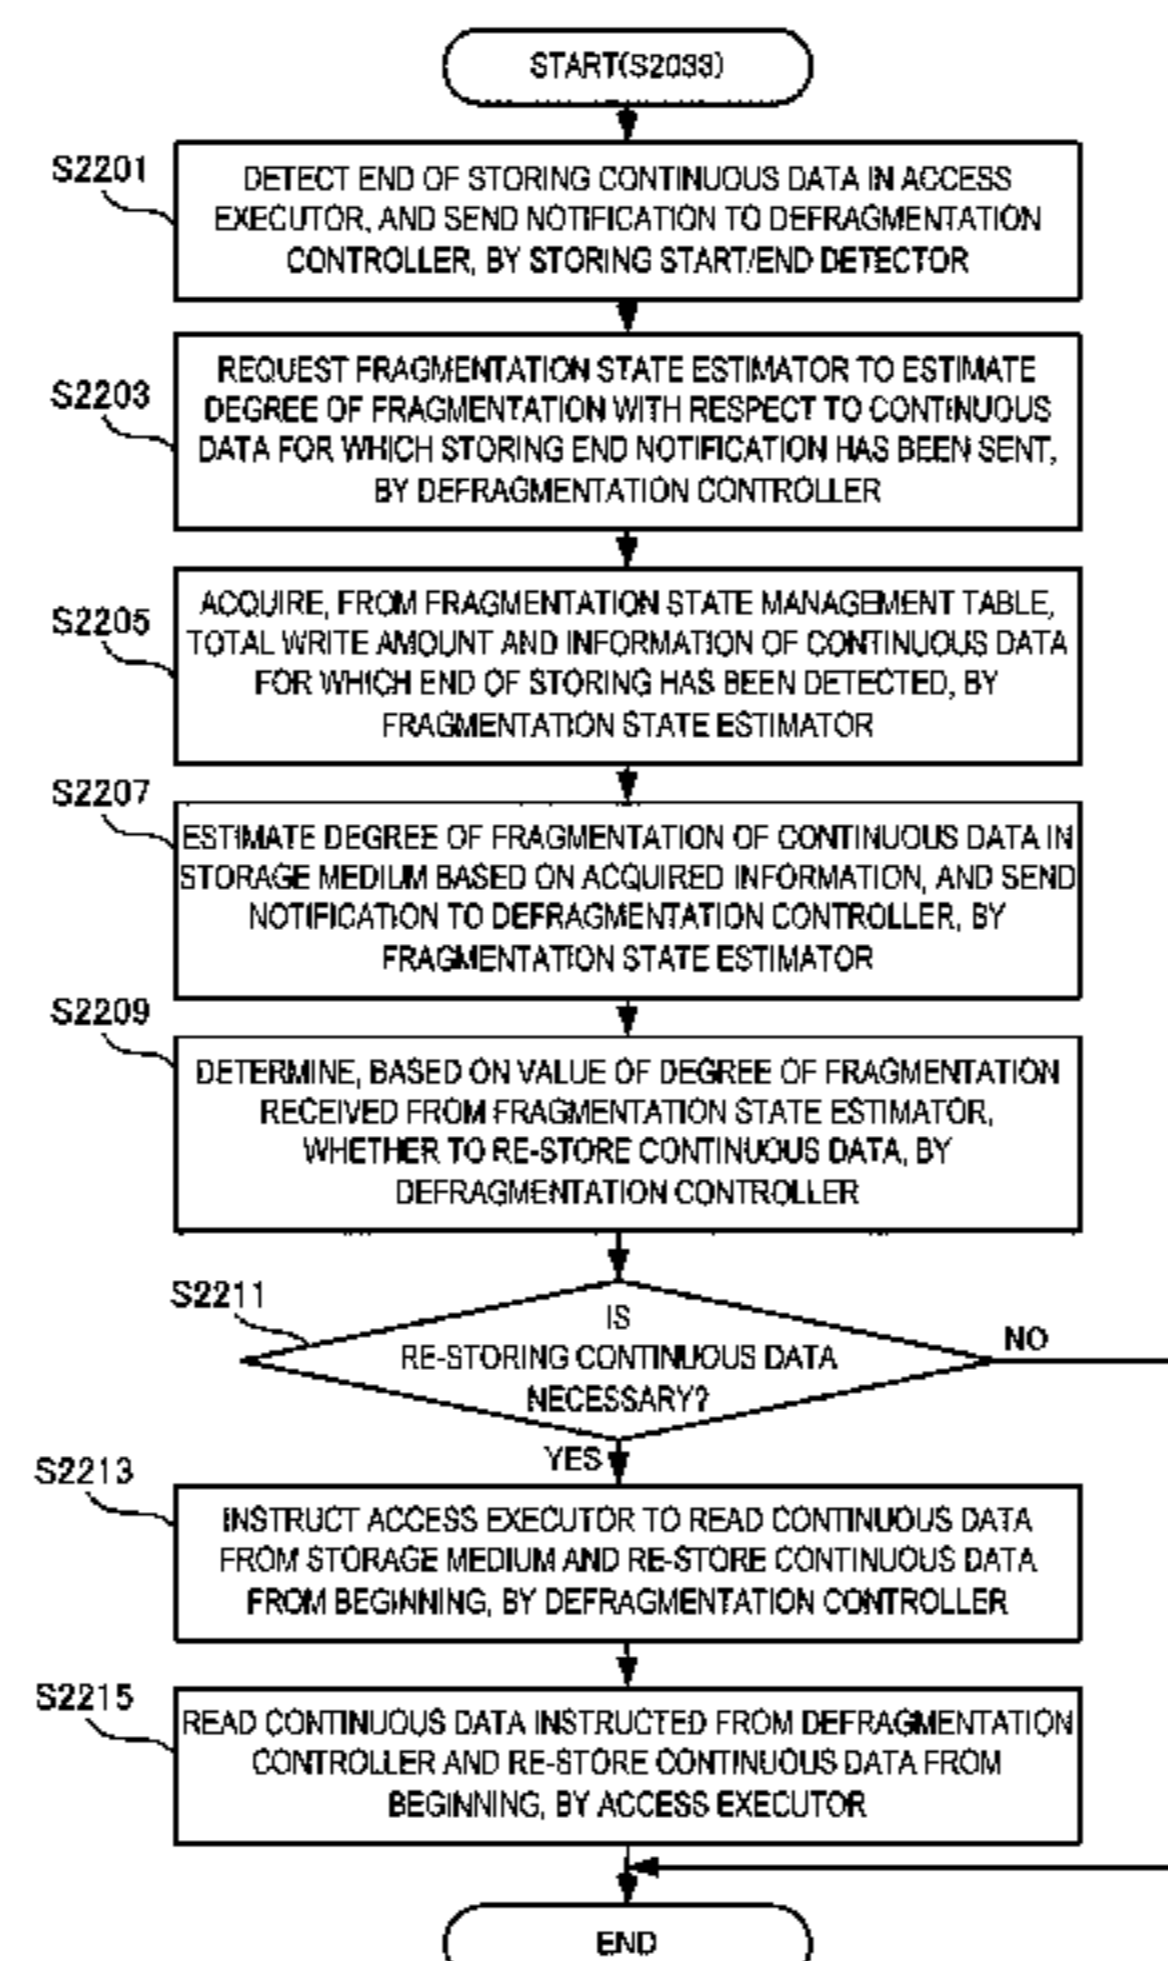 START(S2033)
S2201
DETECT END OF STORING CONTINUOUS DATA IN ACCESS
EXECUTOR, AND SEND NOTIFICATION TO DEFRAGMENTATION
CONTROLLER, BY STORING START/END DETECTOR
S2203
REQUEST FRAGMENTATION STATE ESTIMATOR TO ESTIMATE
DEGREE OF FRAGMENTATION WITH RESPECT TO CONTINUOUS
DATA FOR WHICH STORING END NOTIFICATION HAS BEEN SENT,
BY DEFRAGMENTATION CONTROLLER
S2205
ACQUIRE, FROM FRAGMENTATION STATE MANAGEMENT TABLE,
TOTAL WRITE AMOUNT AND INFORMATION OF CONTINUOUS DATA
FOR WHICH END OF STORING HAS BEEN DETECTED, BY
FRAGMENTATION STATE ESTIMATOR
S2207
ESTIMATE DEGREE OF FRAGMENTATION OF CONTINUOUS DATA IN
STORAGE MEDIUM BASED ON ACQUIRED INFORMATION, AND SEND
NOTIFICATION TO DEFRAGMENTATION CONTROLLER, BY
FRAGMENTATION STATE ESTIMATOR
S2209
DETERMINE, BASED ON VALUE OF DEGREE OF FRAGMENTATION
RECEIVED FROM FRAGMENTATION STATE ESTIMATOR,
WHETHER TO RE-STORE CONTINUOUS DATA, BY
DEFRAGMENTATION CONTROLLER
S2211
IS
RE-STORING CONTINUOUS DATA
NECESSARY?
NO
YES
S2213
INSTRUCT ACCESS EXECUTOR TO READ CONTINUOUS DATA
FROM STORAGE MEDIUM AND RE-STORE CONTINUOUS DATA
FROM BEGINNING, BY DEFRAGMENTATION CONTROLLER
S2215
READ CONTINUOUS DATA INSTRUCTED FROM DEFRAGMENTATION
CONTROLLER AND RE-STORE CONTINUOUS DATA FROM
BEGINNING, BY ACCESS EXECUTOR
END